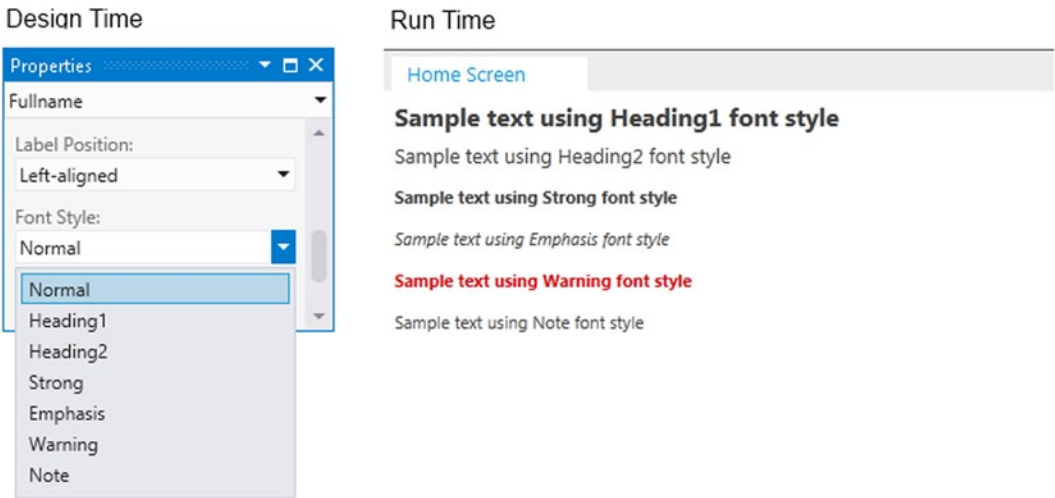 Design Time
Properties
Fullname
Label Position:
Left-aligned
Font Style:
Normal
Normal
Heading1
Heading2
Strong
Emphasis
Warning
Note
Run Time
Home Screen
Sample text using Heading1 font style
Sample text using Heading2 font style
Sample text using Strong font style
Sample text using Emphasis font style
Sample text using Warning font style
Sample text using Note font style